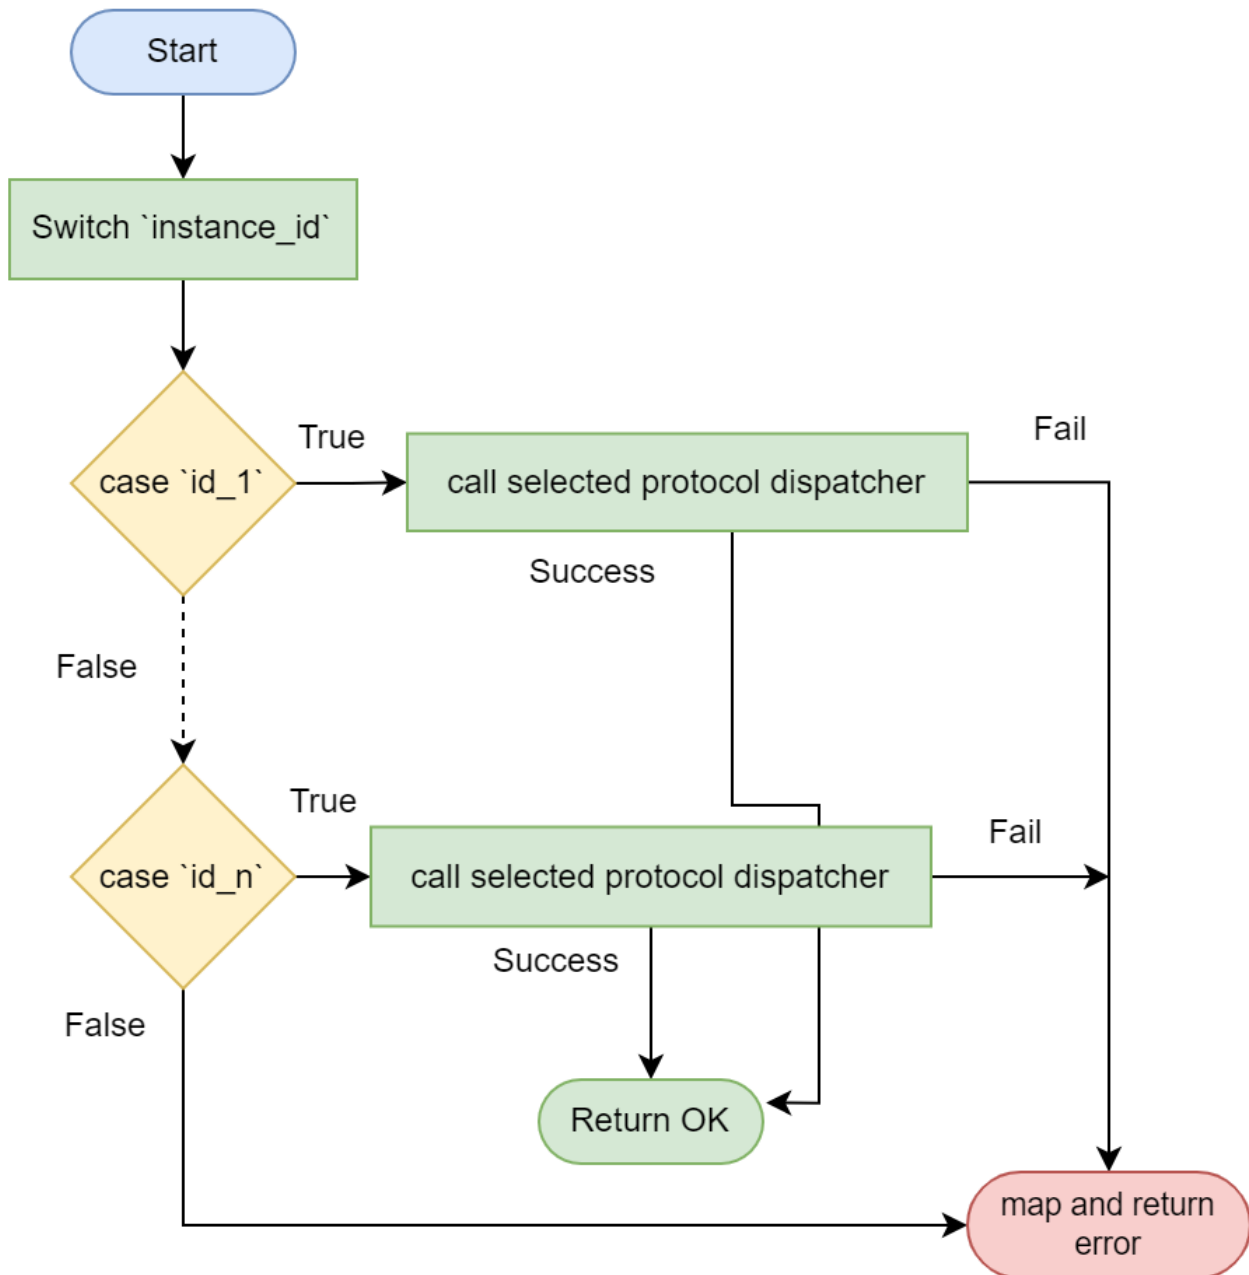 Start
Switch `instance_id`
case `id_1`
True
call selected protocol dispatcher
Fail
Success
False
case `id_n`
True
call selected protocol dispatcher
Fail
Success
False
Return OK
map and return
error